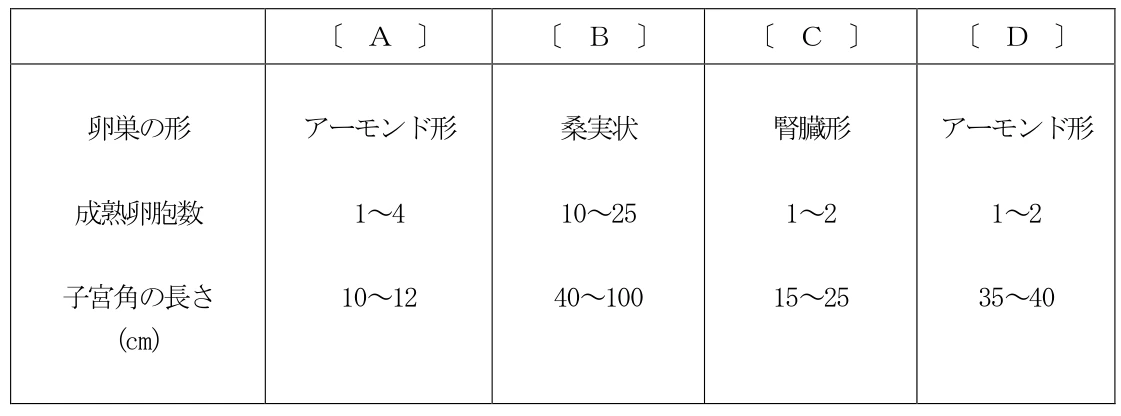 〔 A 〕 〔 B 〕 〔 C 〕 〔 D 〕
卵巣の形 アーモンド形 桑実状 腎臓形 アーモンド形
成熟卵胞数 1～4 10～25 1～2 1～2
子宮角の長さ 10～12 40～100 15～25 35～40
(cm)